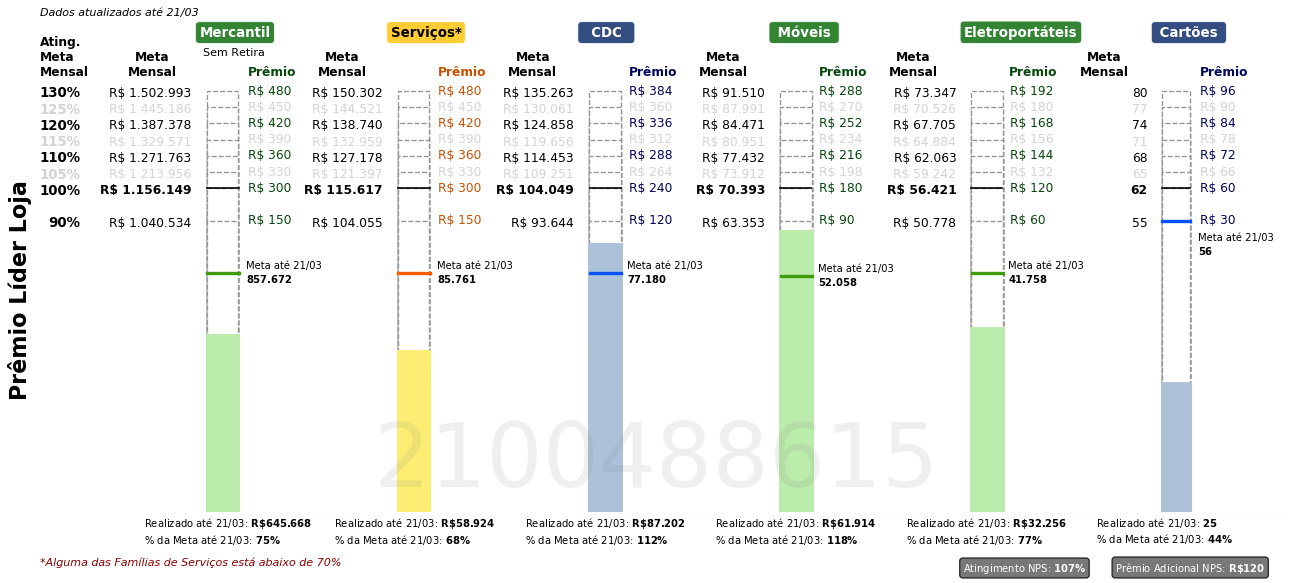 Dados atualizados até 21/03
Mercantil Serviços* CDC Móveis Eletroportáteis Cartões
Sem Retira
Ating. Meta Mensal
Meta Mensal Prêmio Meta Mensal Prêmio Meta Mensal Prêmio Meta Mensal Prêmio Meta Mensal Prêmio Meta Mensal Prêmio
130% R$ 1.502.993 R$ 480 R$ 150.302 R$ 480 R$ 135.263 R$ 384 R$ 91.510 R$ 288 R$ 73.347 R$ 192 80 R$ 96
125% R$ 1.445.186 R$ 450 R$ 144.521 R$ 450 R$ 130.061 R$ 360 R$ 87.991 R$ 270 R$ 70.526 R$ 180 77 R$ 90
120% R$ 1.387.378 R$ 420 R$ 138.740 R$ 420 R$ 124.858 R$ 336 R$ 84.471 R$ 252 R$ 67.705 R$ 168 74 R$ 84
115% R$ 1.329.571 R$ 390 R$ 132.959 R$ 390 R$ 119.656 R$ 312 R$ 80.951 R$ 234 R$ 64.884 R$ 156 71 R$ 78
110% R$ 1.271.763 R$ 360 R$ 127.178 R$ 360 R$ 114.453 R$ 288 R$ 77.432 R$ 216 R$ 62.063 R$ 144 68 R$ 72
105% R$ 1.213.956 R$ 330 R$ 121.397 R$ 330 R$ 109.251 R$ 264 R$ 73.912 R$ 198 R$ 59.242 R$ 132 65 R$ 66
100% R$ 1.156.149 R$ 300 R$ 115.617 R$ 300 R$ 104.049 R$ 240 R$ 70.393 R$ 180 R$ 56.421 R$ 120 62 R$ 60
90% R$ 1.040.534 R$ 150 R$ 104.055 R$ 150 R$ 93.644 R$ 120 R$ 63.353 R$ 90 R$ 50.778 R$ 60 55 R$ 30
Prêmio Líder Loja
Meta até 21/03 Meta até 21/03 Meta até 21/03 Meta até 21/03 Meta até 21/03 Meta até 21/03
857.672 85.761 77.180 52.058 41.758 56
2100488615
Realizado até 21/03: R$645.668 Realizado até 21/03: R$58.924 Realizado até 21/03: R$87.202 Realizado até 21/03: R$61.914 Realizado até 21/03: R$32.256 Realizado até 21/03: 25
% da Meta até 21/03: 75% % da Meta até 21/03: 68% % da Meta até 21/03: 112% % da Meta até 21/03: 118% % da Meta até 21/03: 77% % da Meta até 21/03: 44%
*Alguma das Famílias de Serviços está abaixo de 70%
Atingimento NPS: 107% Prêmio Adicional NPS: R$120